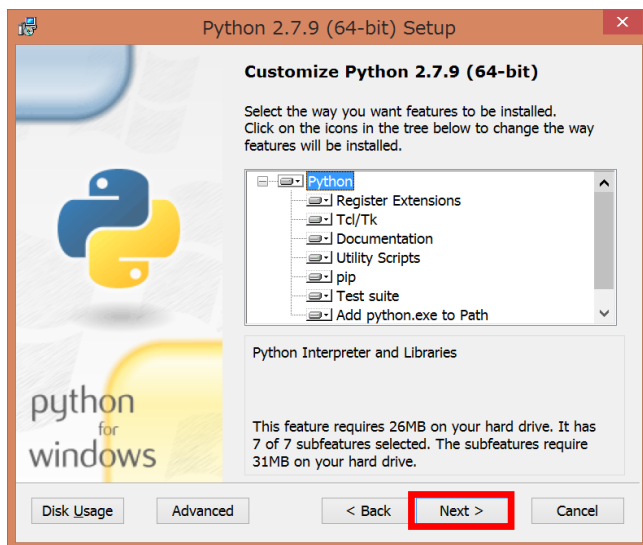 Python 2.7.9 (64-bit) Setup
Customize Python 2.7.9 (64-bit)
Select the way you want features to be installed.
Click on the icons in the tree below to change the way
features will be installed.
Python
Register Extensions
Tcl/Tk
Documentation
Utility Scripts
pip
Test suite
Add python.exe to Path
Python Interpreter and Libraries
This feature requires 26MB on your hard drive. It has
7 of 7 subfeatures selected. The subfeatures require
31MB on your hard drive.
python
for
windows
Disk Usage
Advanced
< Back
Next >
Cancel